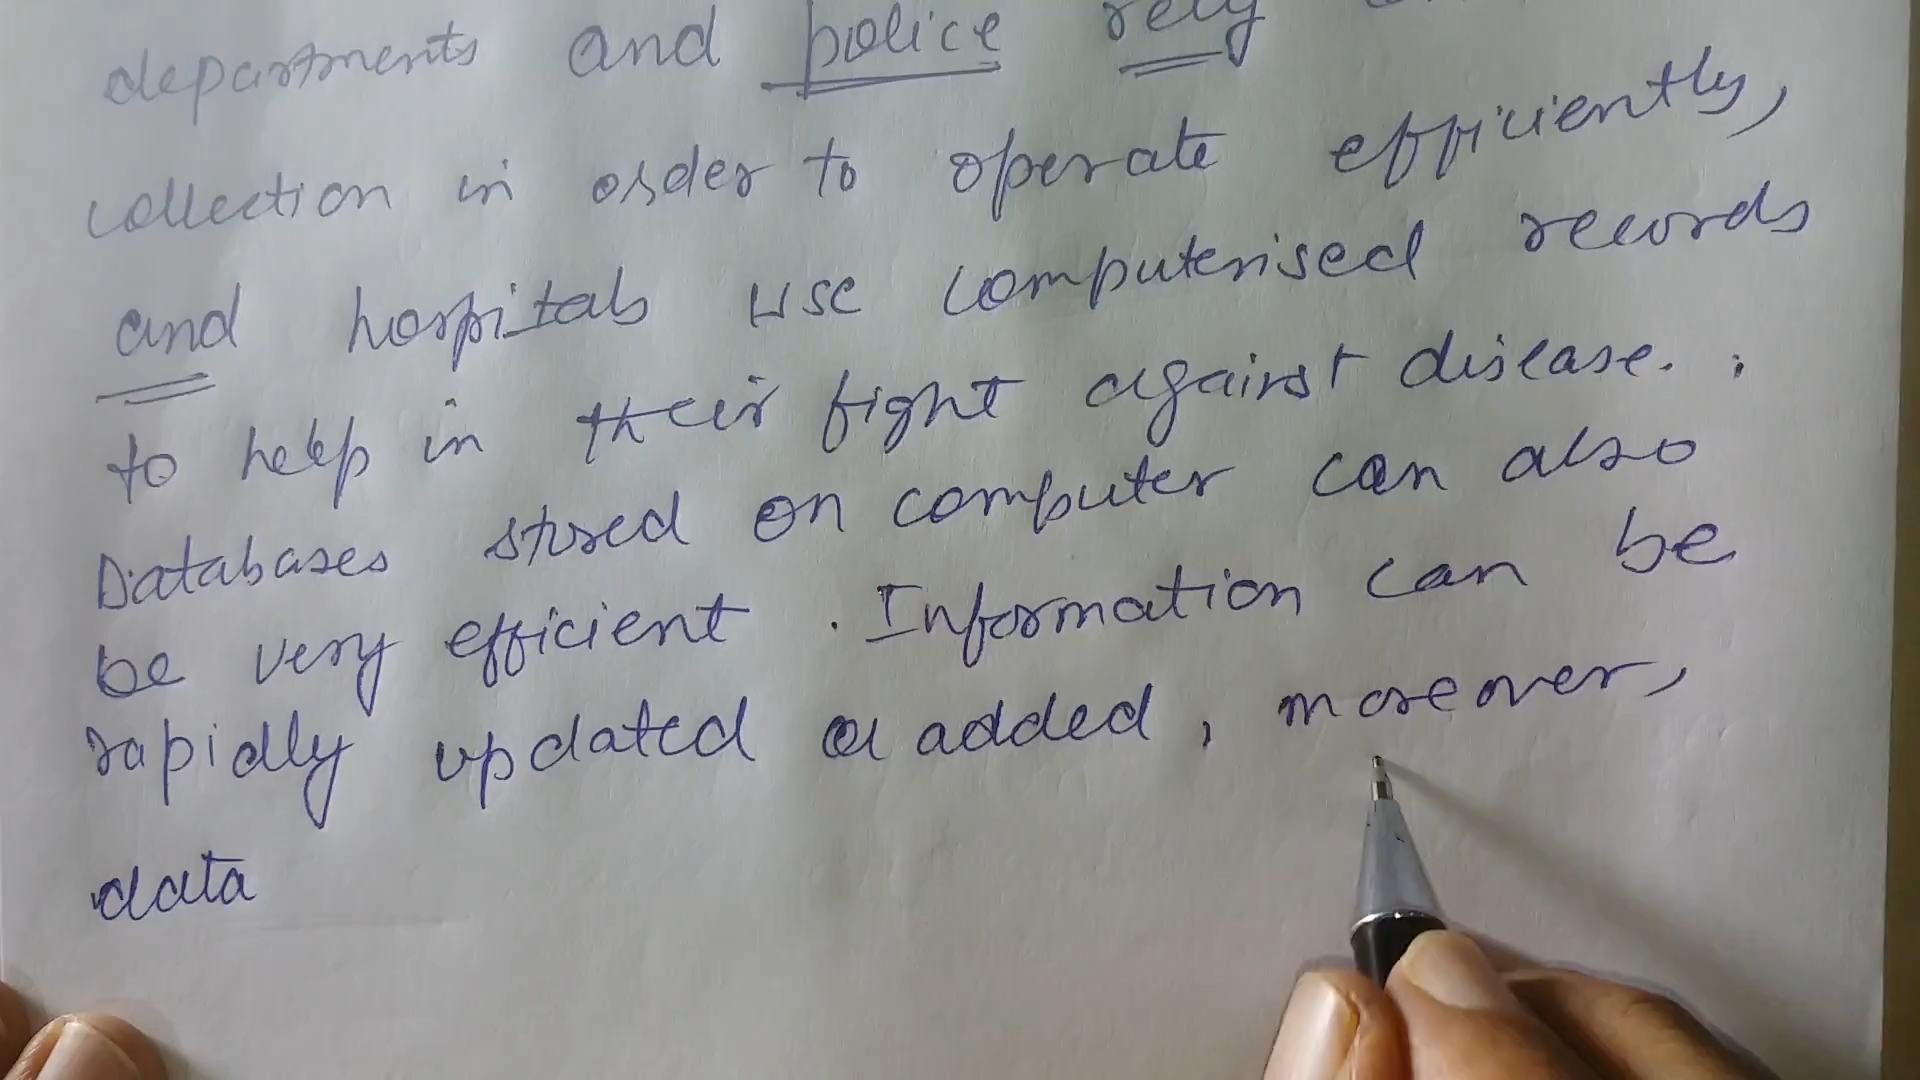 departments and police rely
collection in order to operate efficiently,
and hospitals use computerised records
to help in their fight against disease.
Databases stored on computer can also
be very efficient. Information can be
rapidly updated or added, moreover,
data